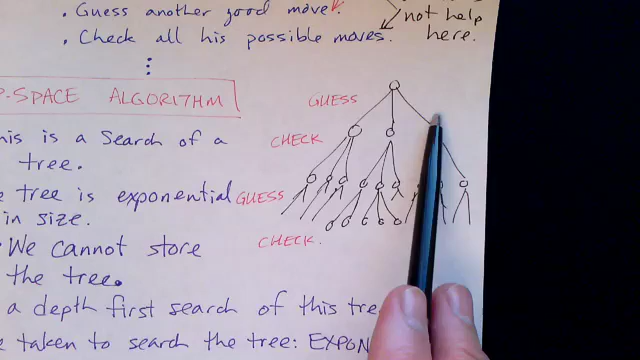 • Guess another good move.
• Check all his possible moves.
not help
here.
P-SPACE ALGORITHM
This is a Search of a
tree.
tree is exponential
in size.
We cannot store
the tree.
a depth first search of this tree
taken to search the tree: EXPON
GUESS
CHECK
GUESS
CHECK.